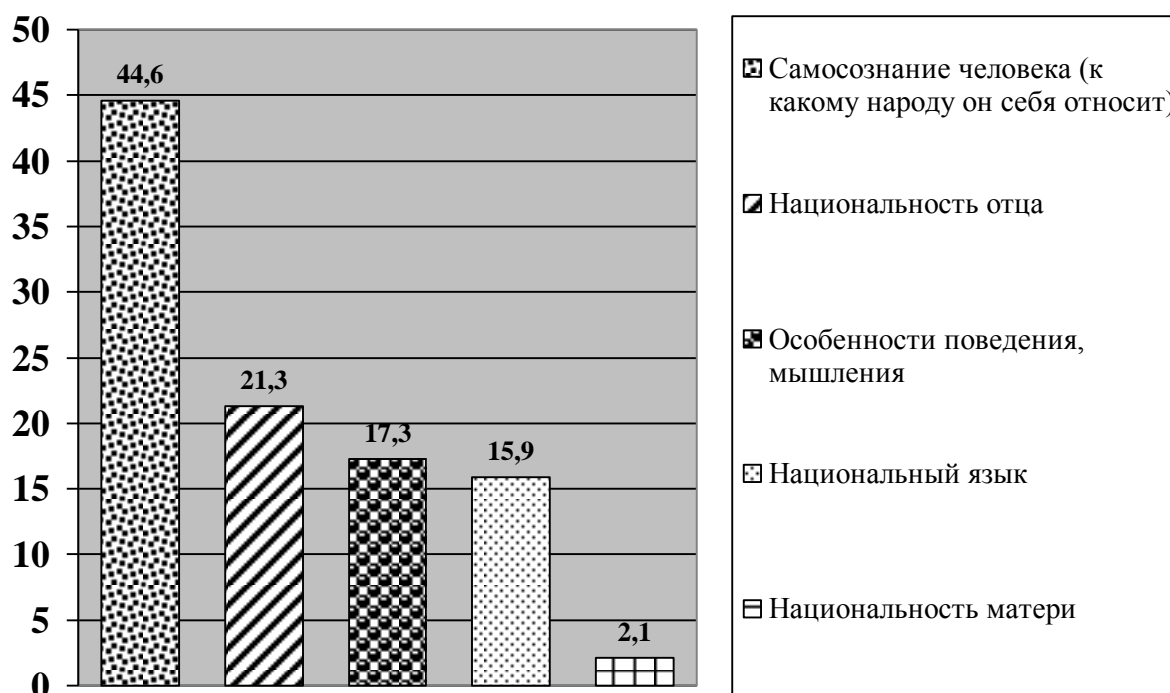 50
45
40
35
30
25
20
15
10
5
0
44,6
21,3
17,3
15,9
2,1
Самосознание человека (к
какому народу он себя относит)
Национальность отца
Особенности поведения,
мышления
Национальный язык
Национальность матери